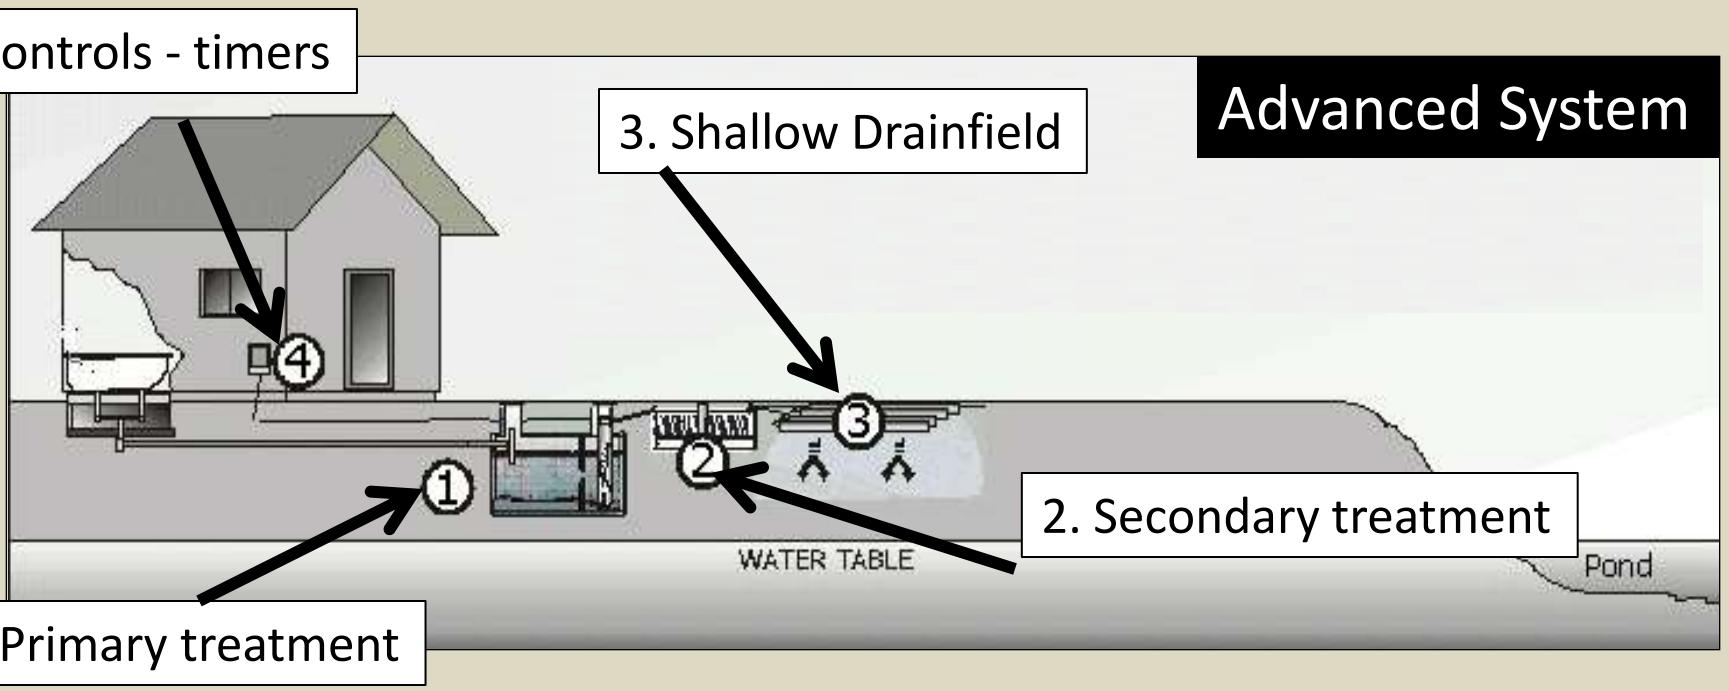 ontrols - timers
Advanced System
3. Shallow Drainfield
4
3
2
1
2. Secondary treatment
WATER TABLE
Pond
Primary treatment